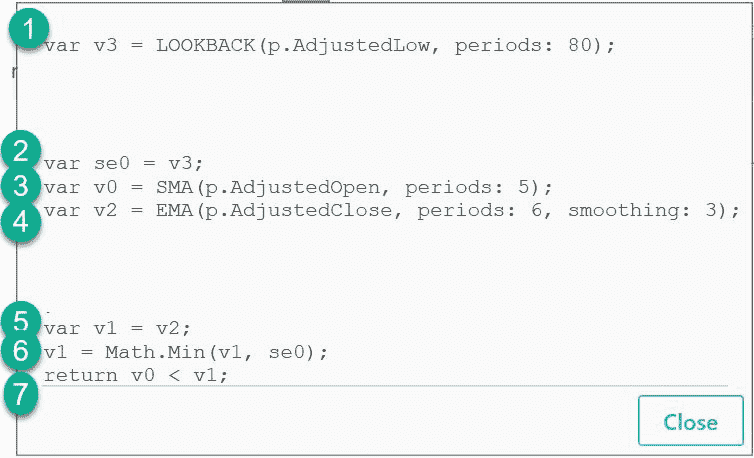 1
var v3 = LOOKBACK(p.AdjustedLow, periods: 80);
2
var se0 = v3;
3
var v0 = SMA(p.AdjustedOpen, periods: 5);
4
var v2 = EMA(p.AdjustedClose, periods: 6, smoothing: 3);
5
var v1 = v2;
6
v1 = Math.Min(v1, se0);
7
return v0 < v1;
Close